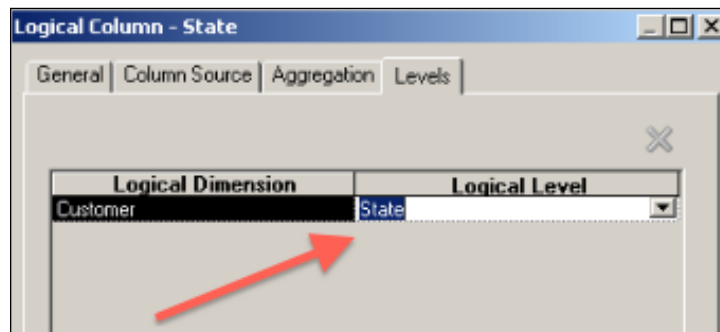 Logical Column - State
General Column Source Aggregation Levels
Logical Dimension Logical Level
Customer State